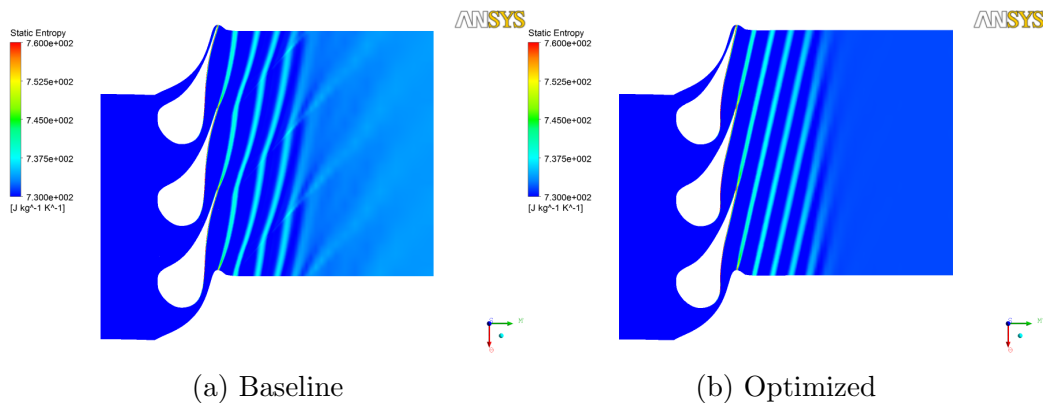 ANSYS
Static Entropy
7.600e+002
7.525e+002
7.450e+002
7.375e+002
7.300e+002
[J kg^-1 K^-1]
(a) Baseline
ANSYS
Static Entropy
7.600e+002
7.525e+002
7.450e+002
7.375e+002
7.300e+002
[J kg^-1 K^-1]
(b) Optimized